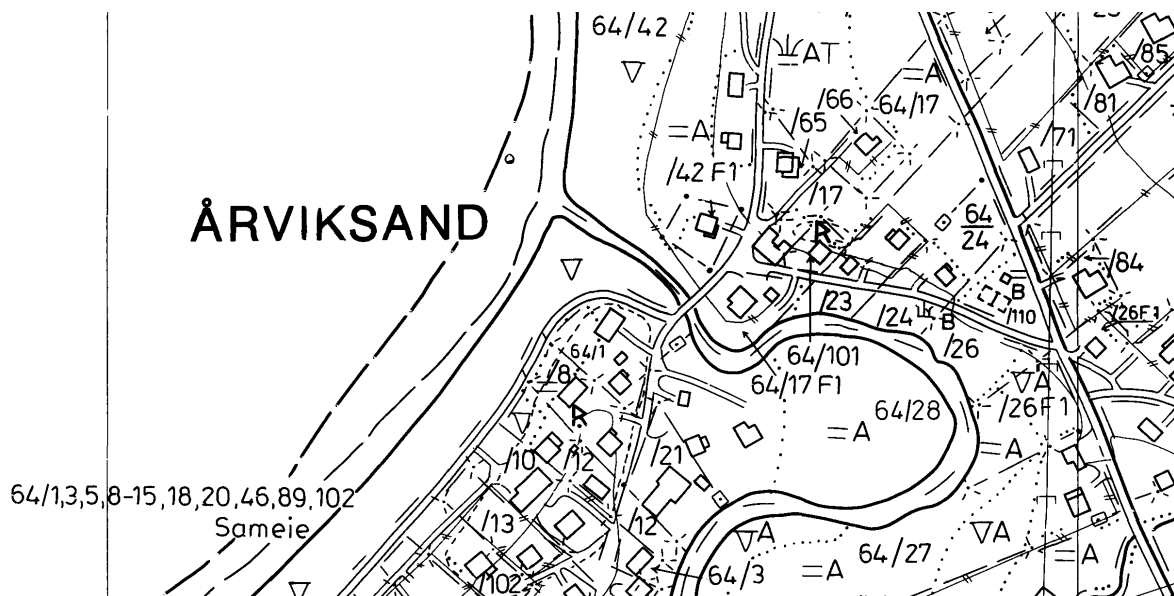 64/42
AT
A
/85
/66
64/17
/81
/65
A
/71
/42 F1
/17
ÅRVIKSAND
64
24
R
/84
B
/23
/24
/110
/26F1
B
/26
64/1
64/101
/8
64/17 F1
A
/26F1
64/28
R
A
A
/10
/12
/21
64/1,3,5,8-15,18,20,46,89,102
Sameie
/13
/12
A
A
64/27
A
/102
64/3
A